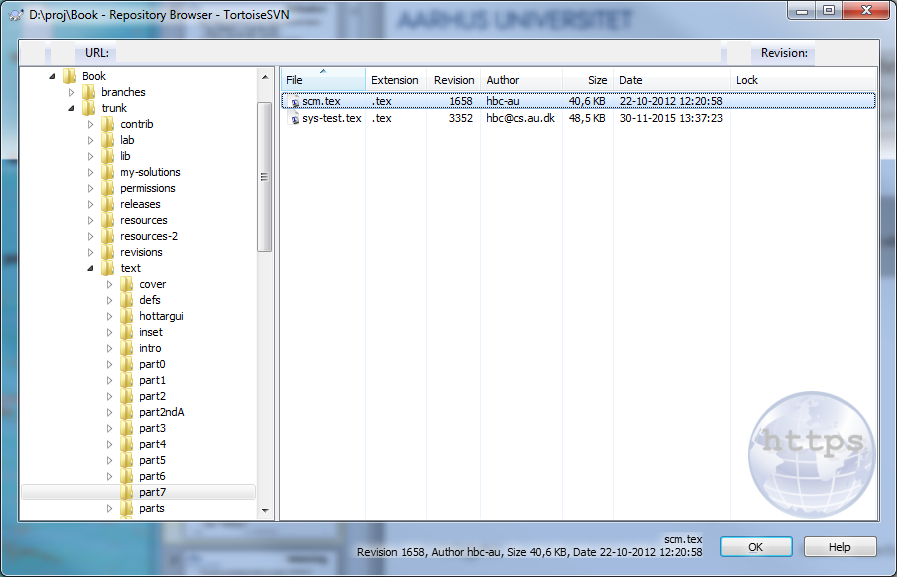 D:\proj\Book - Repository Browser - TortoiseSVN
AARHUS UNIVERSITET
URL:
Revision:
Book
branches
trunk
contrib
lab
lib
my-solutions
permissions
releases
resources
resources-2
revisions
text
cover
defs
hottargui
inset
intro
part0
part1
part2
part2ndA
part3
part4
part5
part6
part7
parts
File Extension Revision Author Size Date Lock
scm.tex .tex 1658 hbc-au 40,6 KB 22-10-2012 12:20:58
sys-test.tex .tex 3352 hbc@cs.au.dk 48,5 KB 30-11-2015 13:37:23
https
scm.tex
Revision 1658, Author hbc-au, Size 40,6 KB, Date 22-10-2012 12:20:58
OK
Help